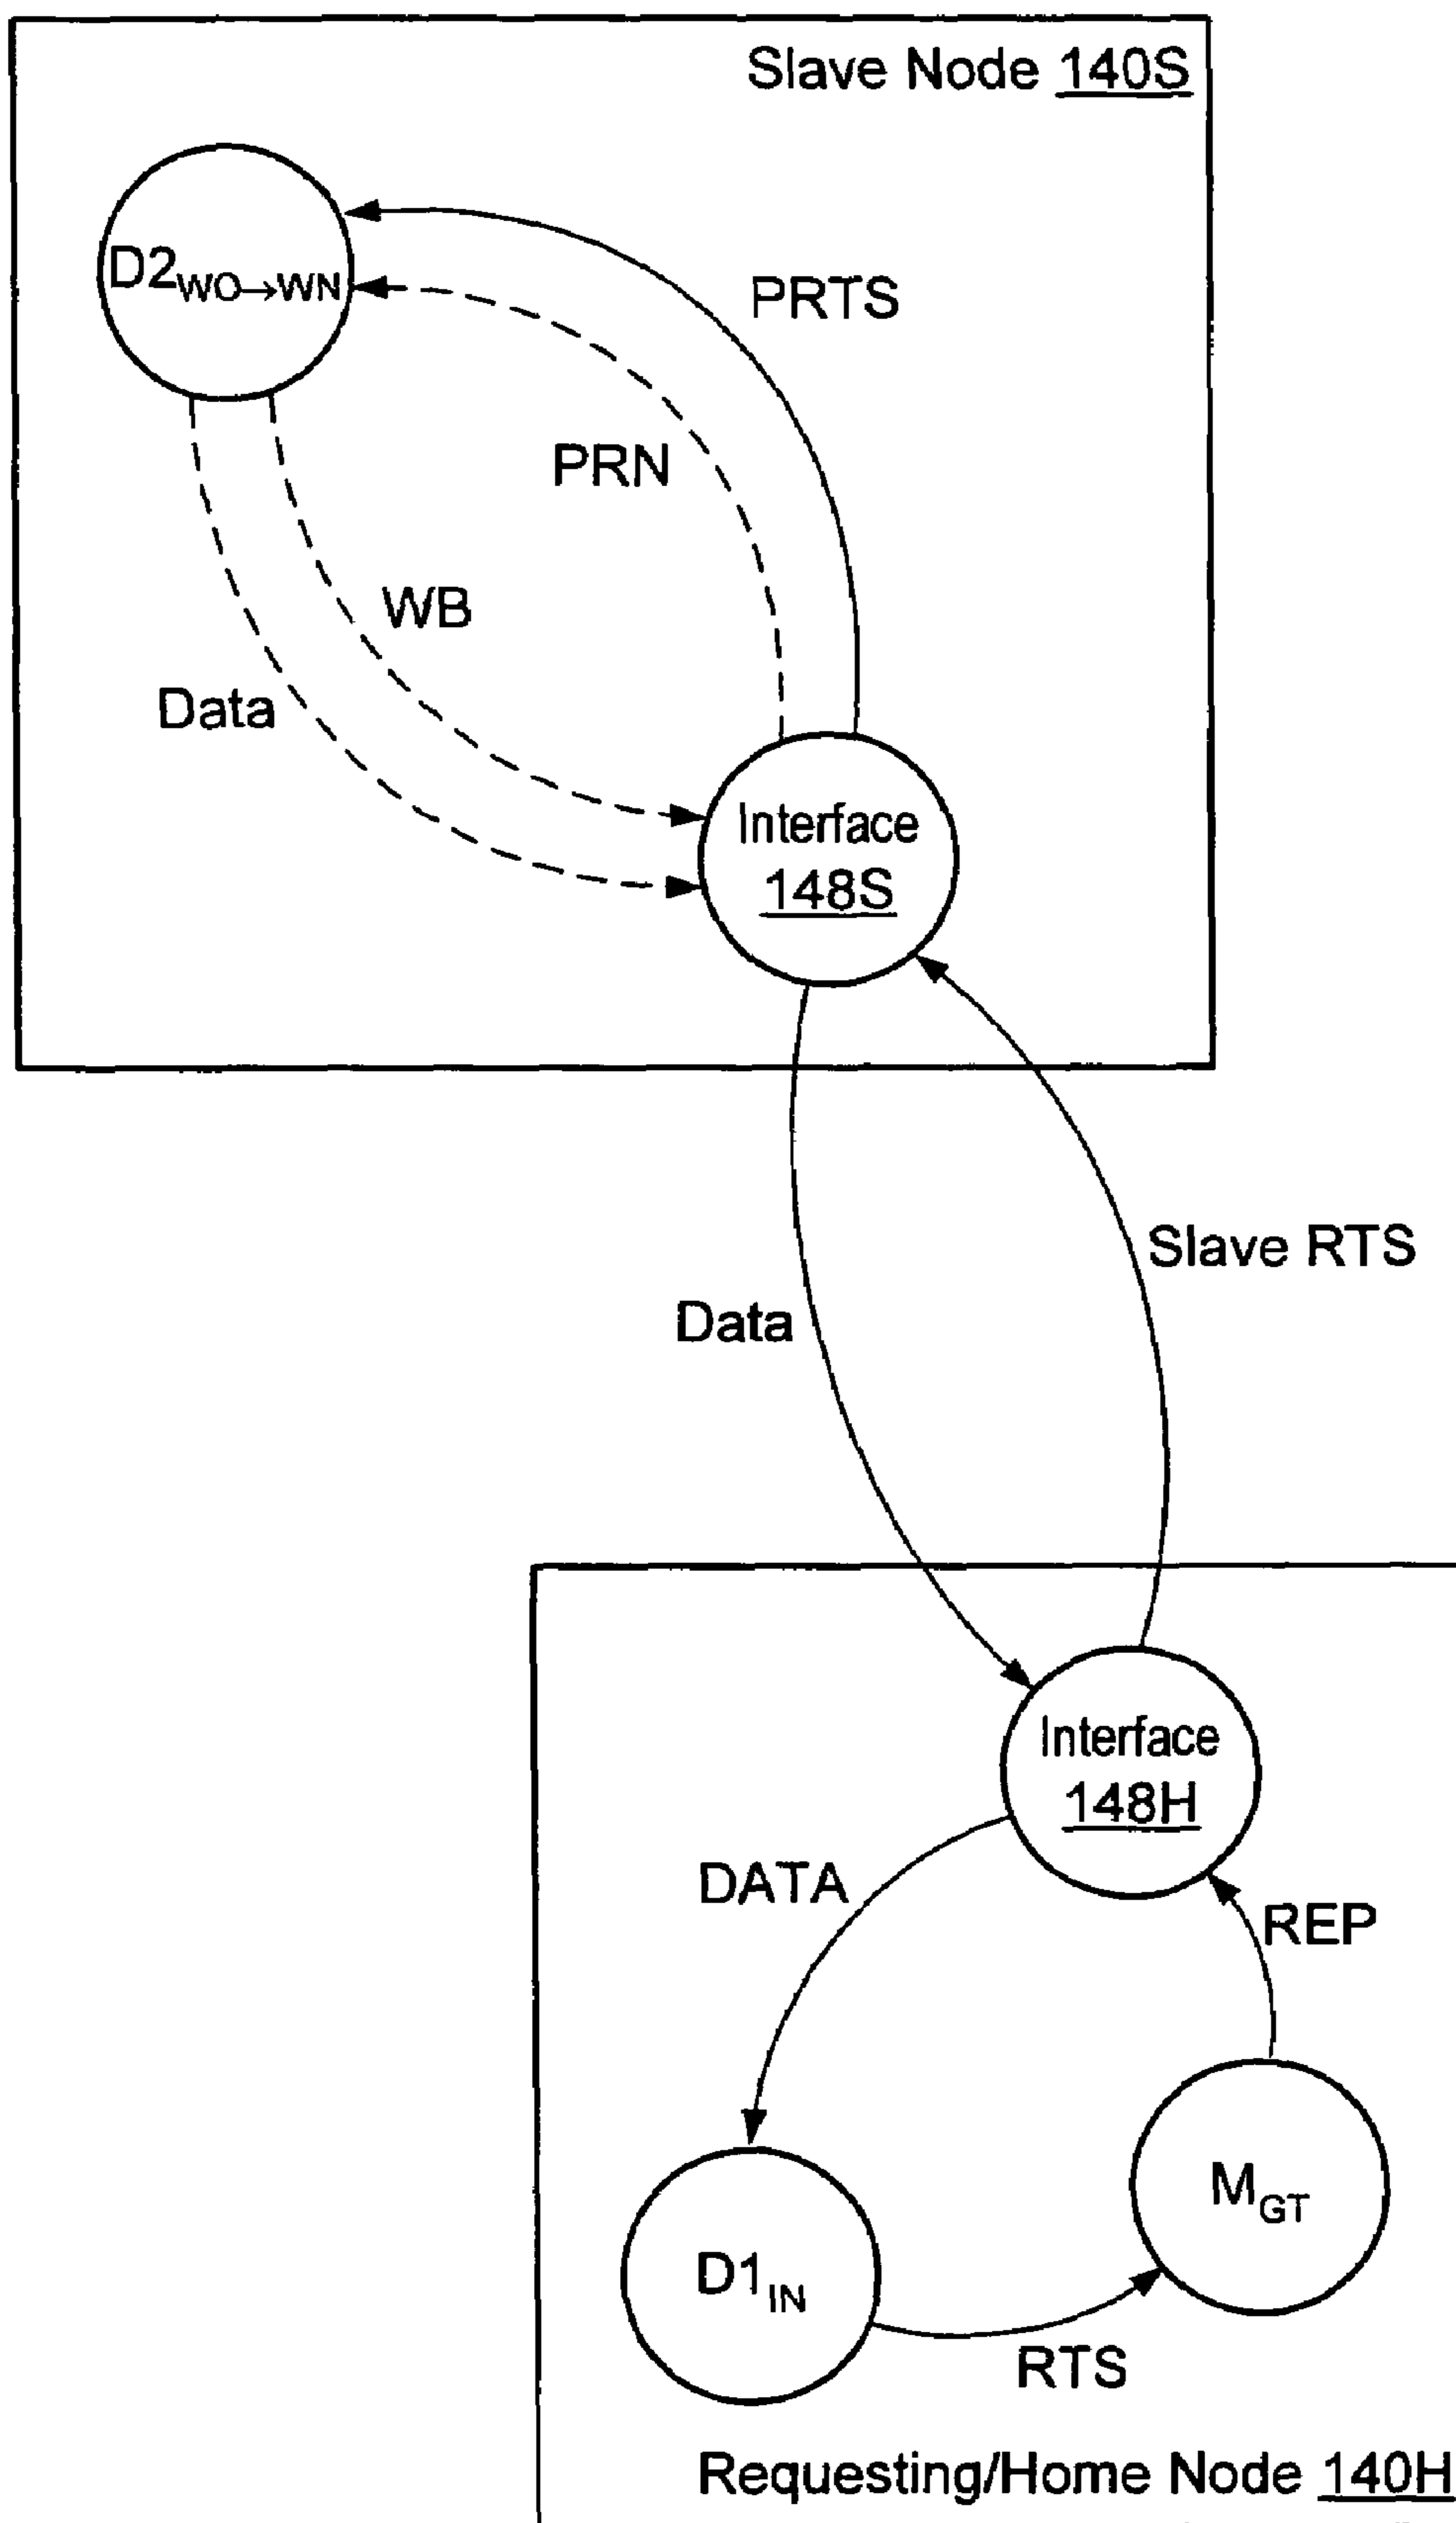 Slave Node 140S
D2WO→WN
PRTS
PRN
WB
Data
Interface
148S
Slave RTS
Data
Interface
148H
DATA
REP
MGT
D1IN
RTS
Requesting/Home Node 140H